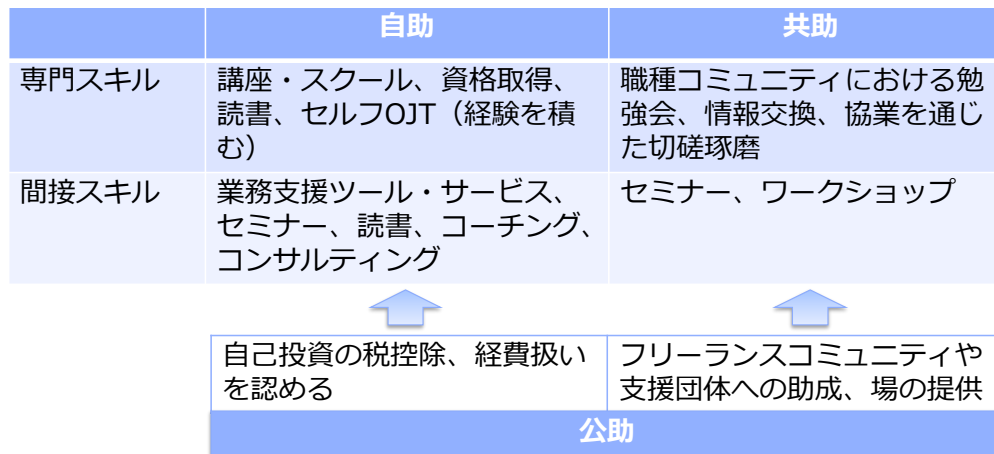 自助
共助
専門スキル
講座・スクール、資格取得、
読書、セルフOJT（経験を積
む）
職種コミュニティにおける勉
強会、情報交換、協業を通じ
た切磋琢磨
間接スキル
業務支援ツール・サービス、
セミナー、読書、コーチング、
コンサルティング
セミナー、ワークショップ
自己投資の税控除、経費扱い
を認める
フリーランスコミュニティや
支援団体への助成、場の提供
公助